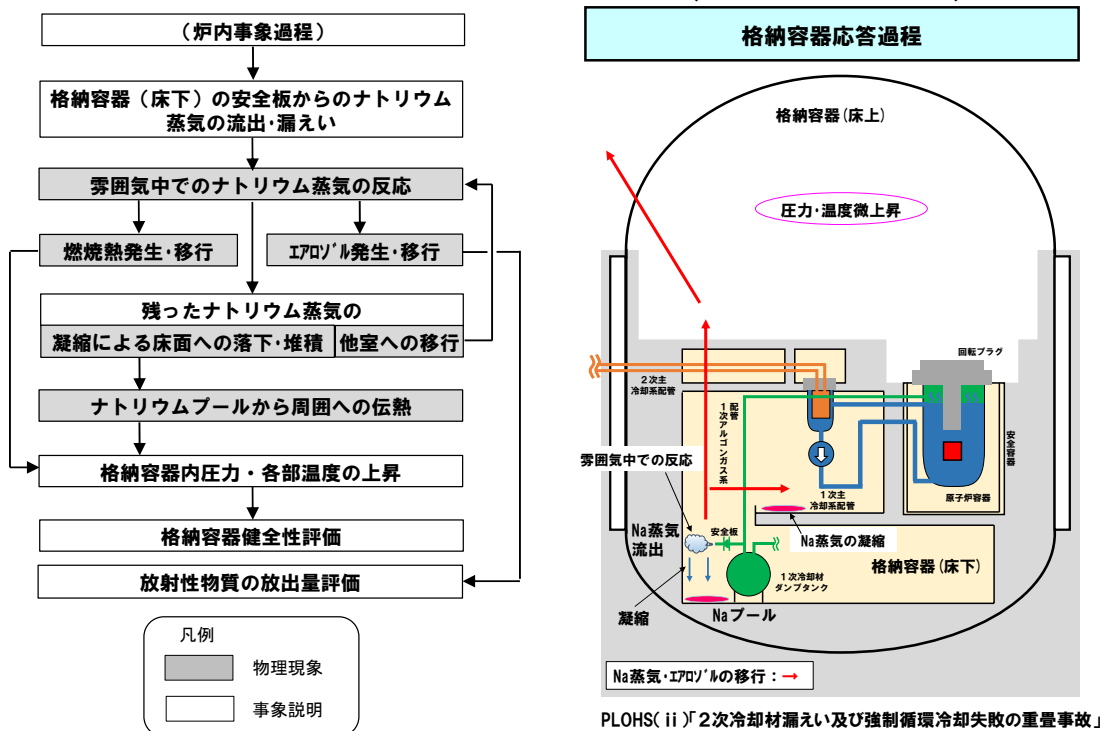 (炉内事象過程)
格納容器(床下)の安全板からのナトリウム
蒸気の流出・漏えい
雰囲気中でのナトリウム蒸気の反応
燃焼熱発生・移行
エアロゾル発生・移行
残ったナトリウム蒸気の
凝縮による床面への落下・堆積
他室への移行
ナトリウムプールから周囲への伝熱
格納容器内圧力・各部温度の上昇
格納容器健全性評価
放射性物質の放出量評価
凡例
物理現象
事象説明
格納容器応答過程
格納容器(床上)
圧力・温度微上昇
回転プラグ
2次主
冷却系配管
1次アルゴンガス系
配管
安全容器
雰囲気中での反応
原子炉容器
1次主
冷却系配管
Na蒸気
流出
安全板
Na蒸気の凝縮
格納容器(床下)
1次冷却材
ダンプタンク
凝縮
Naプール
Na蒸気・エアロゾルの移行:→
PLOHS(ⅱ)「2次冷却材漏えい及び強制循環冷却失敗の重畳事故」